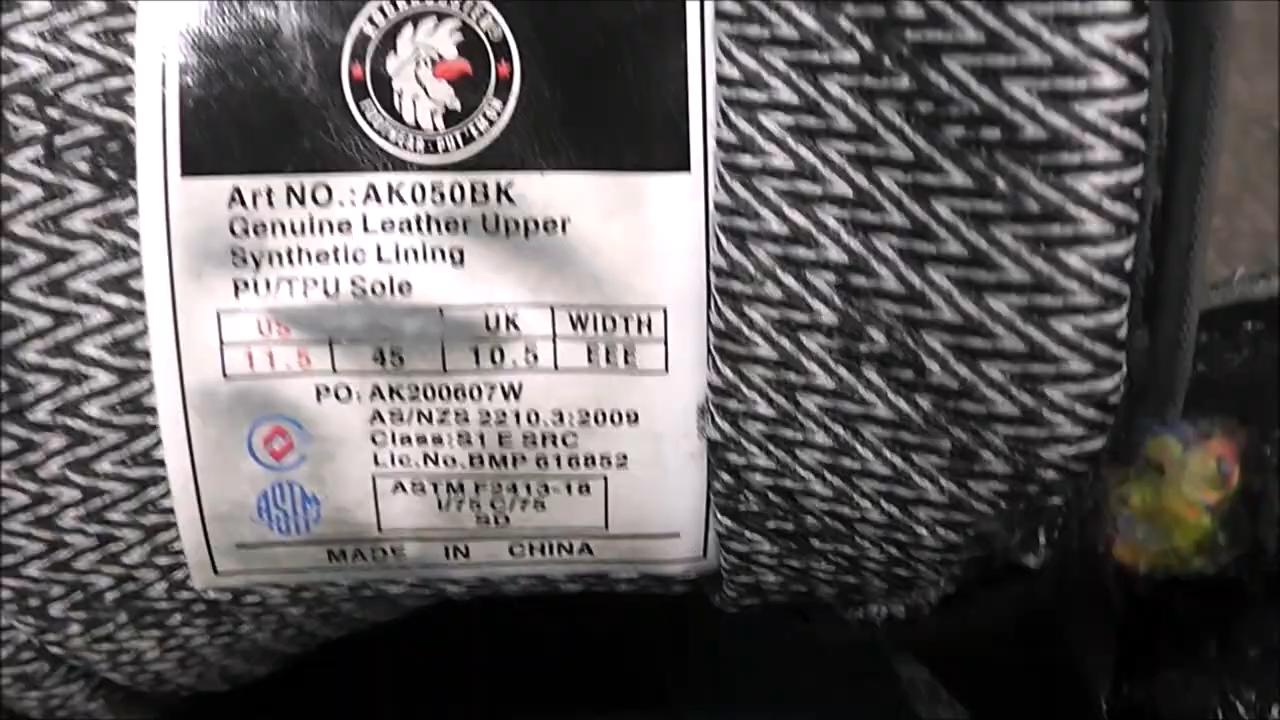 Art NO.:AK050BK
Genuine Leather Upper
Synthetic Lining
PU/TPU Sole
US UK WIDTH
11.5 45 10.5 EEE
PO: AK200607W
AS/NZS 2210.3:2009
Class:S1 E SRC
Lic.No.BMP 616852
ASTM
ASTM F2413-18
I/75 C/75
SD
MADE IN CHINA